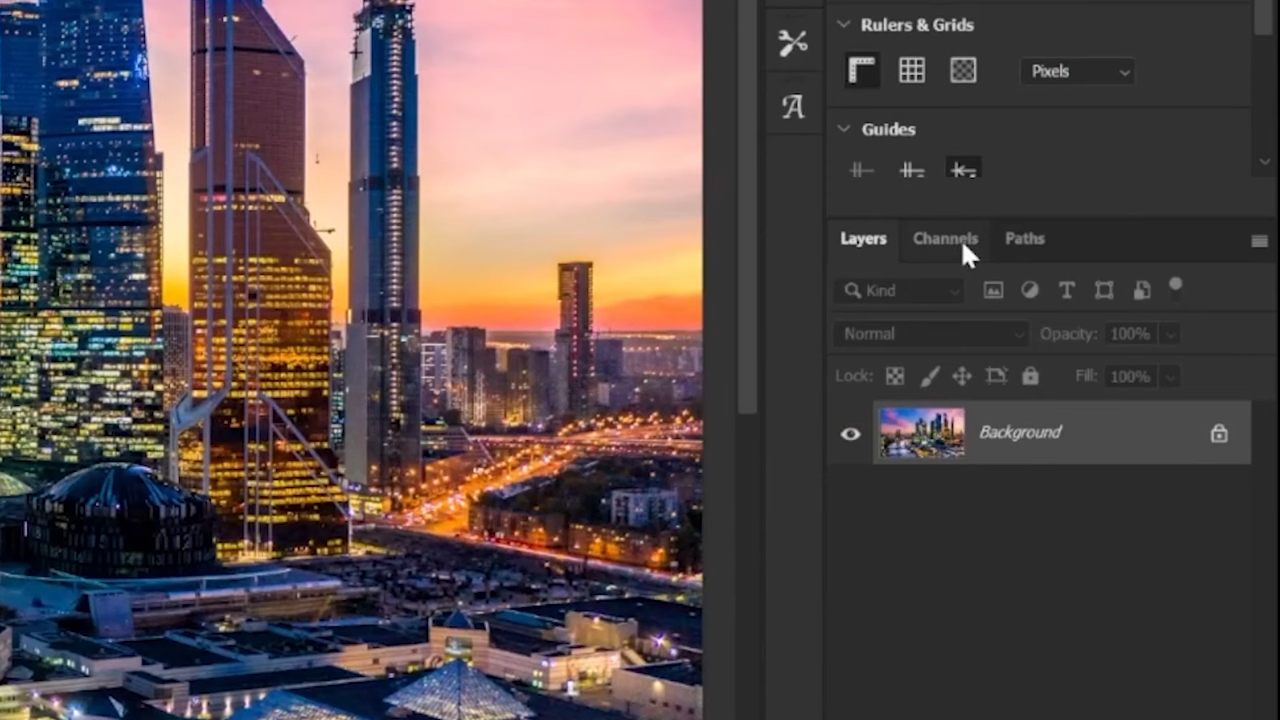 Rulers & Grids
Pixels
Guides
Layers Channels Paths
Kind
Normal Opacity: 100%
Lock: Fill: 100%
Background